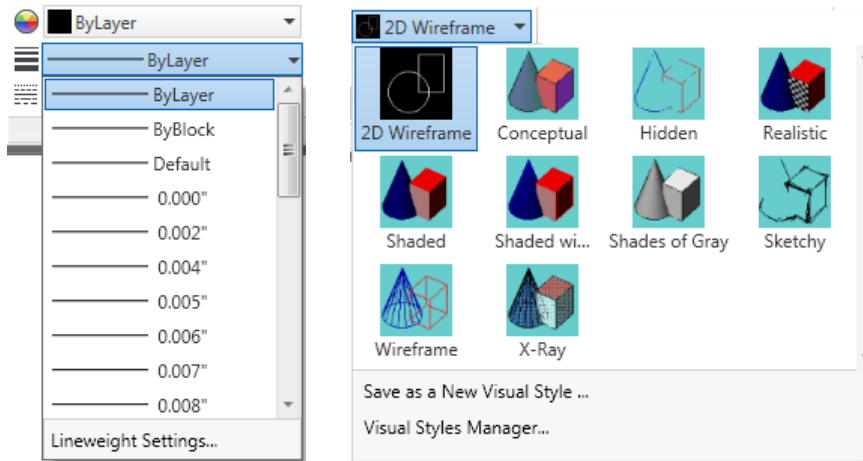 ByLayer
ByLayer
ByLayer
ByBlock
Default
0.000"
0.002"
0.004"
0.005"
0.006"
0.007"
0.008"
Lineweight Settings...
2D Wireframe
2D Wireframe Conceptual Hidden Realistic
Shaded Shaded wi... Shades of Gray Sketchy
Wireframe X-Ray
Save as a New Visual Style ...
Visual Styles Manager...